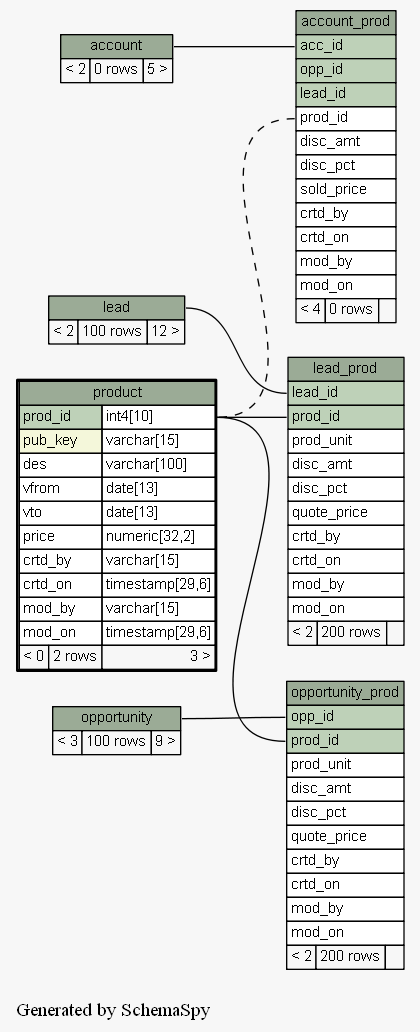 account
< 2 0 rows 5 >
account_prod
acc_id
opp_id
lead_id
prod_id
disc_amt
disc_pct
sold_price
crtd_by
crtd_on
mod_by
mod_on
< 4 0 rows
lead
< 2 100 rows 12 >
lead_prod
lead_id
prod_id
prod_unit
disc_amt
disc_pct
quote_price
crtd_by
crtd_on
mod_by
mod_on
< 2 200 rows
product
prod_id int4[10]
pub_key varchar[15]
des varchar[100]
vfrom date[13]
vto date[13]
price numeric[32,2]
crtd_by varchar[15]
crtd_on timestamp[29,6]
mod_by varchar[15]
mod_on timestamp[29,6]
< 0 2 rows 3 >
opportunity
< 3 100 rows 9 >
opportunity_prod
opp_id
prod_id
prod_unit
disc_amt
disc_pct
quote_price
crtd_by
crtd_on
mod_by
mod_on
< 2 200 rows
Generated by SchemaSpy